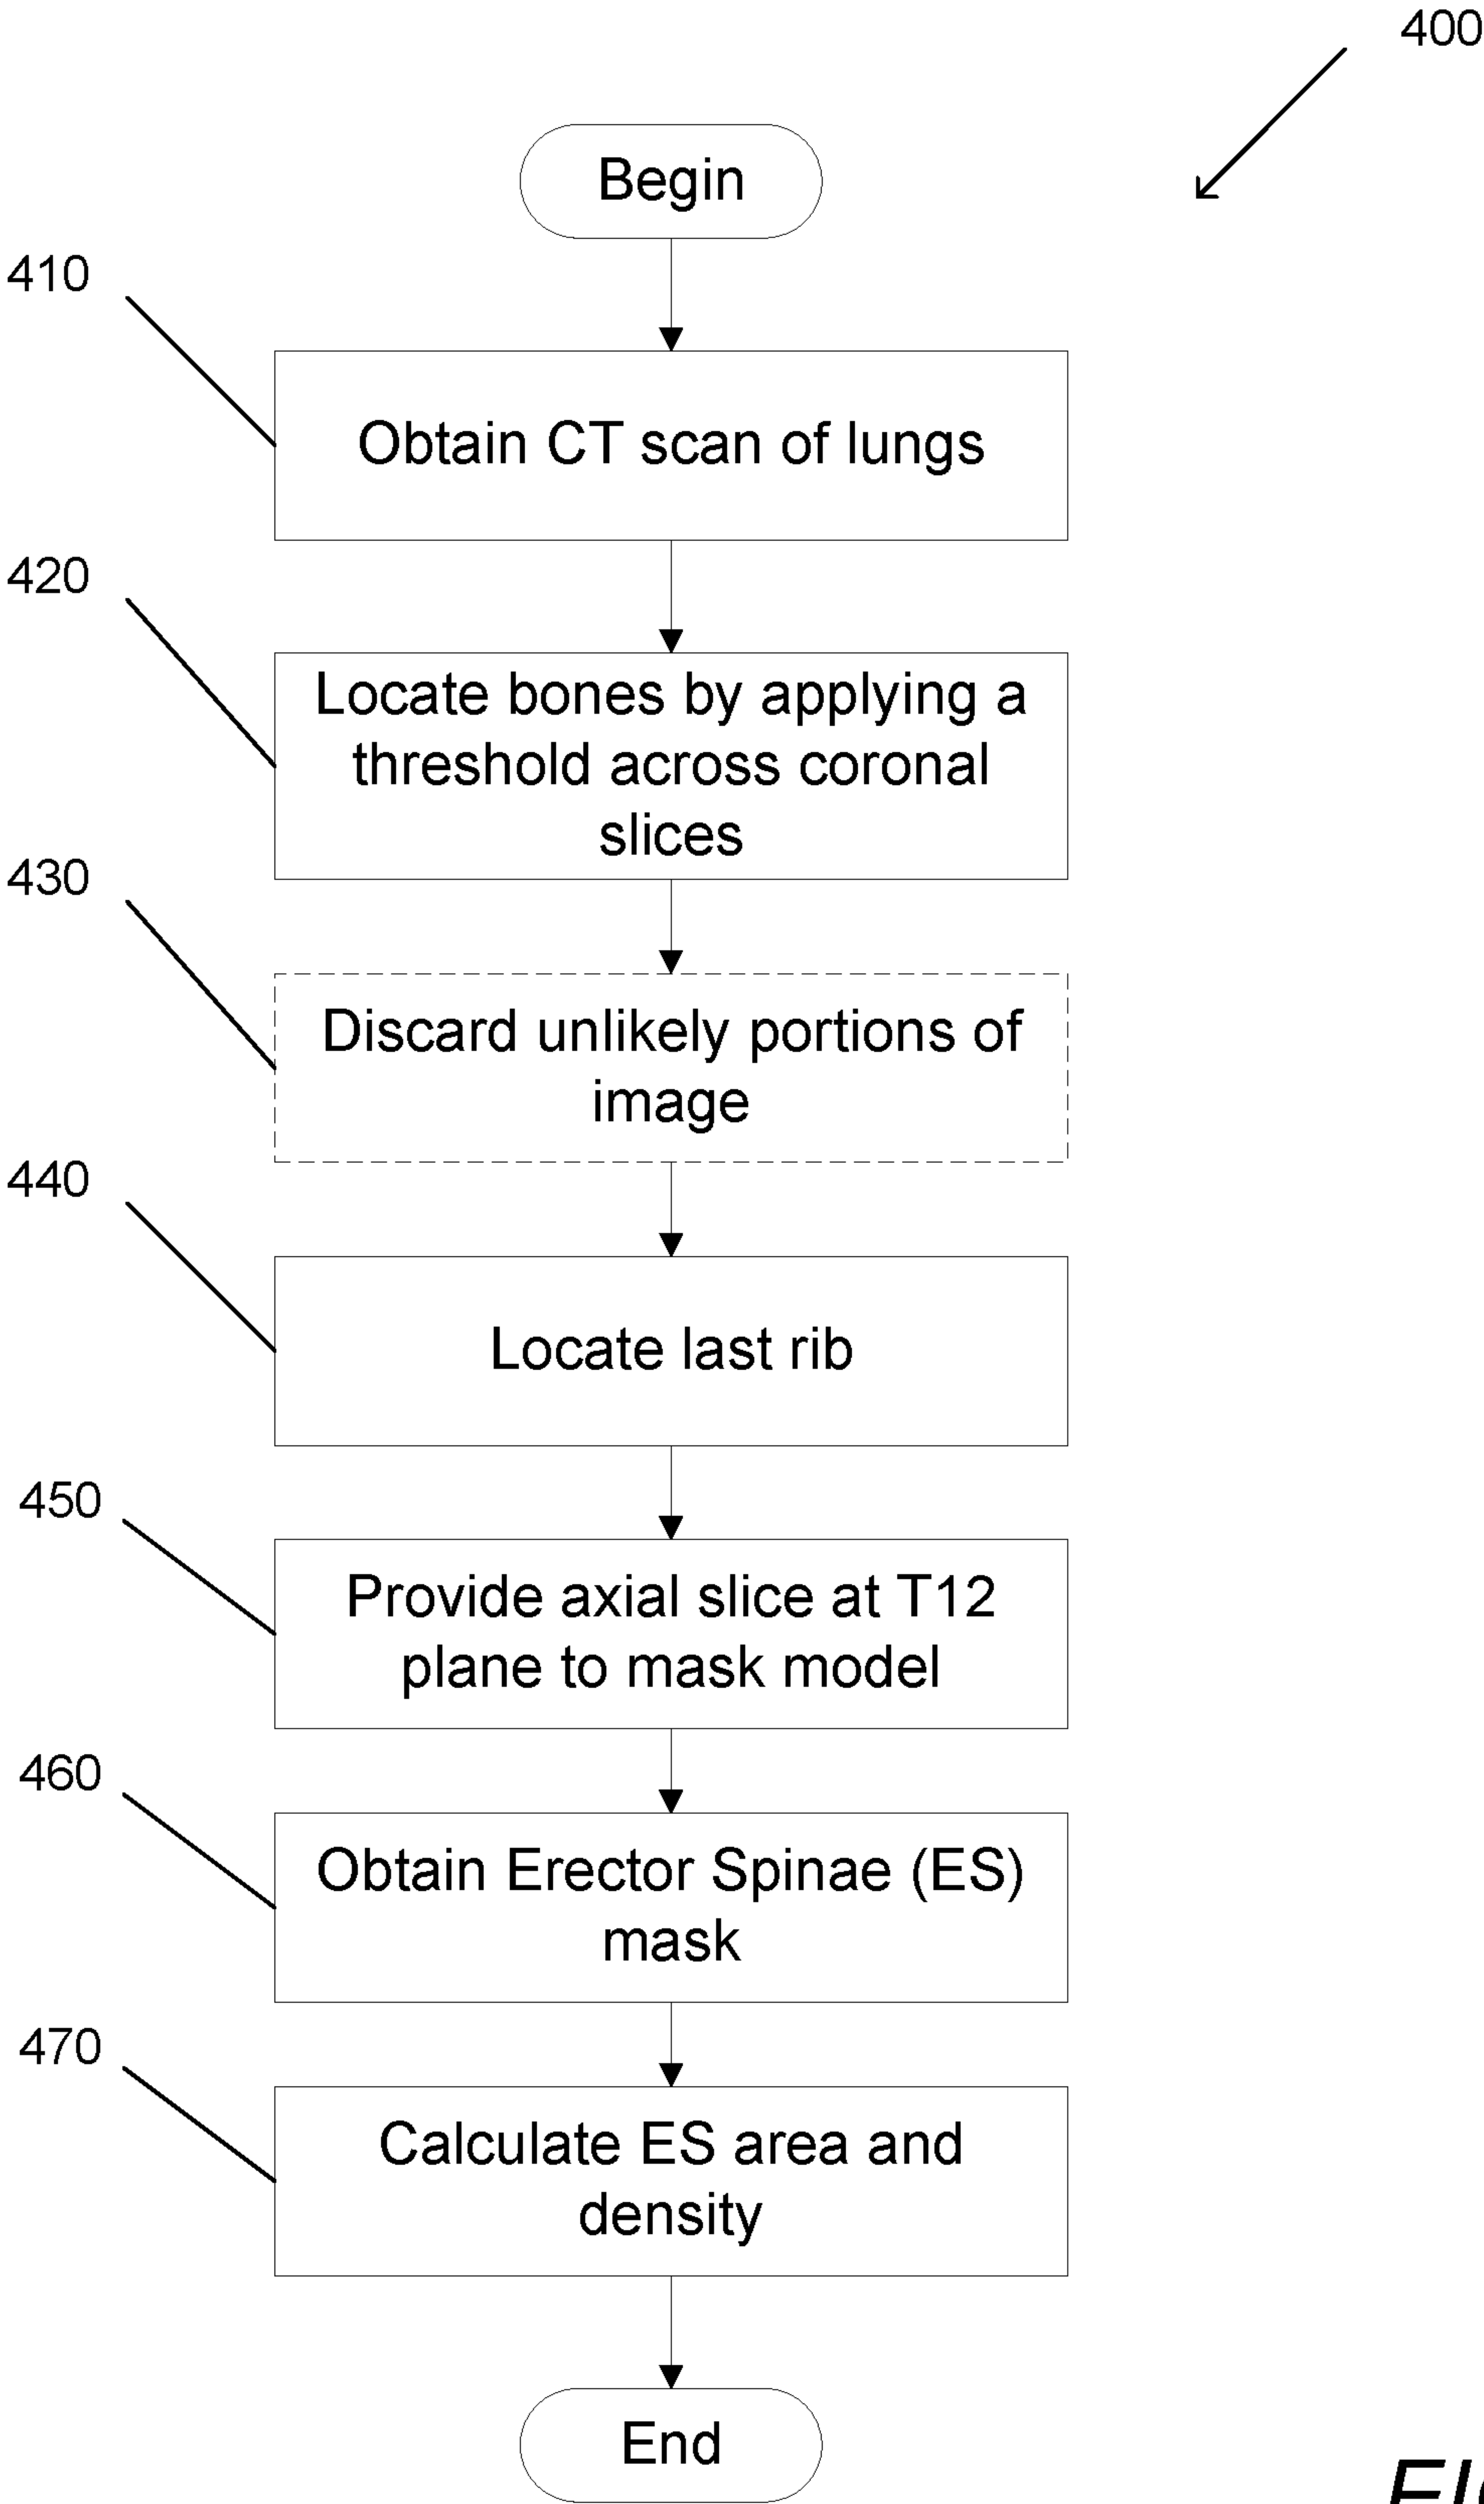 400
Begin
410
Obtain CT scan of lungs
420
Locate bones by applying a
threshold across coronal
slices
430
Discard unlikely portions of
image
440
Locate last rib
450
Provide axial slice at T12
plane to mask model
460
Obtain Erector Spinae (ES)
mask
470
Calculate ES area and
density
End